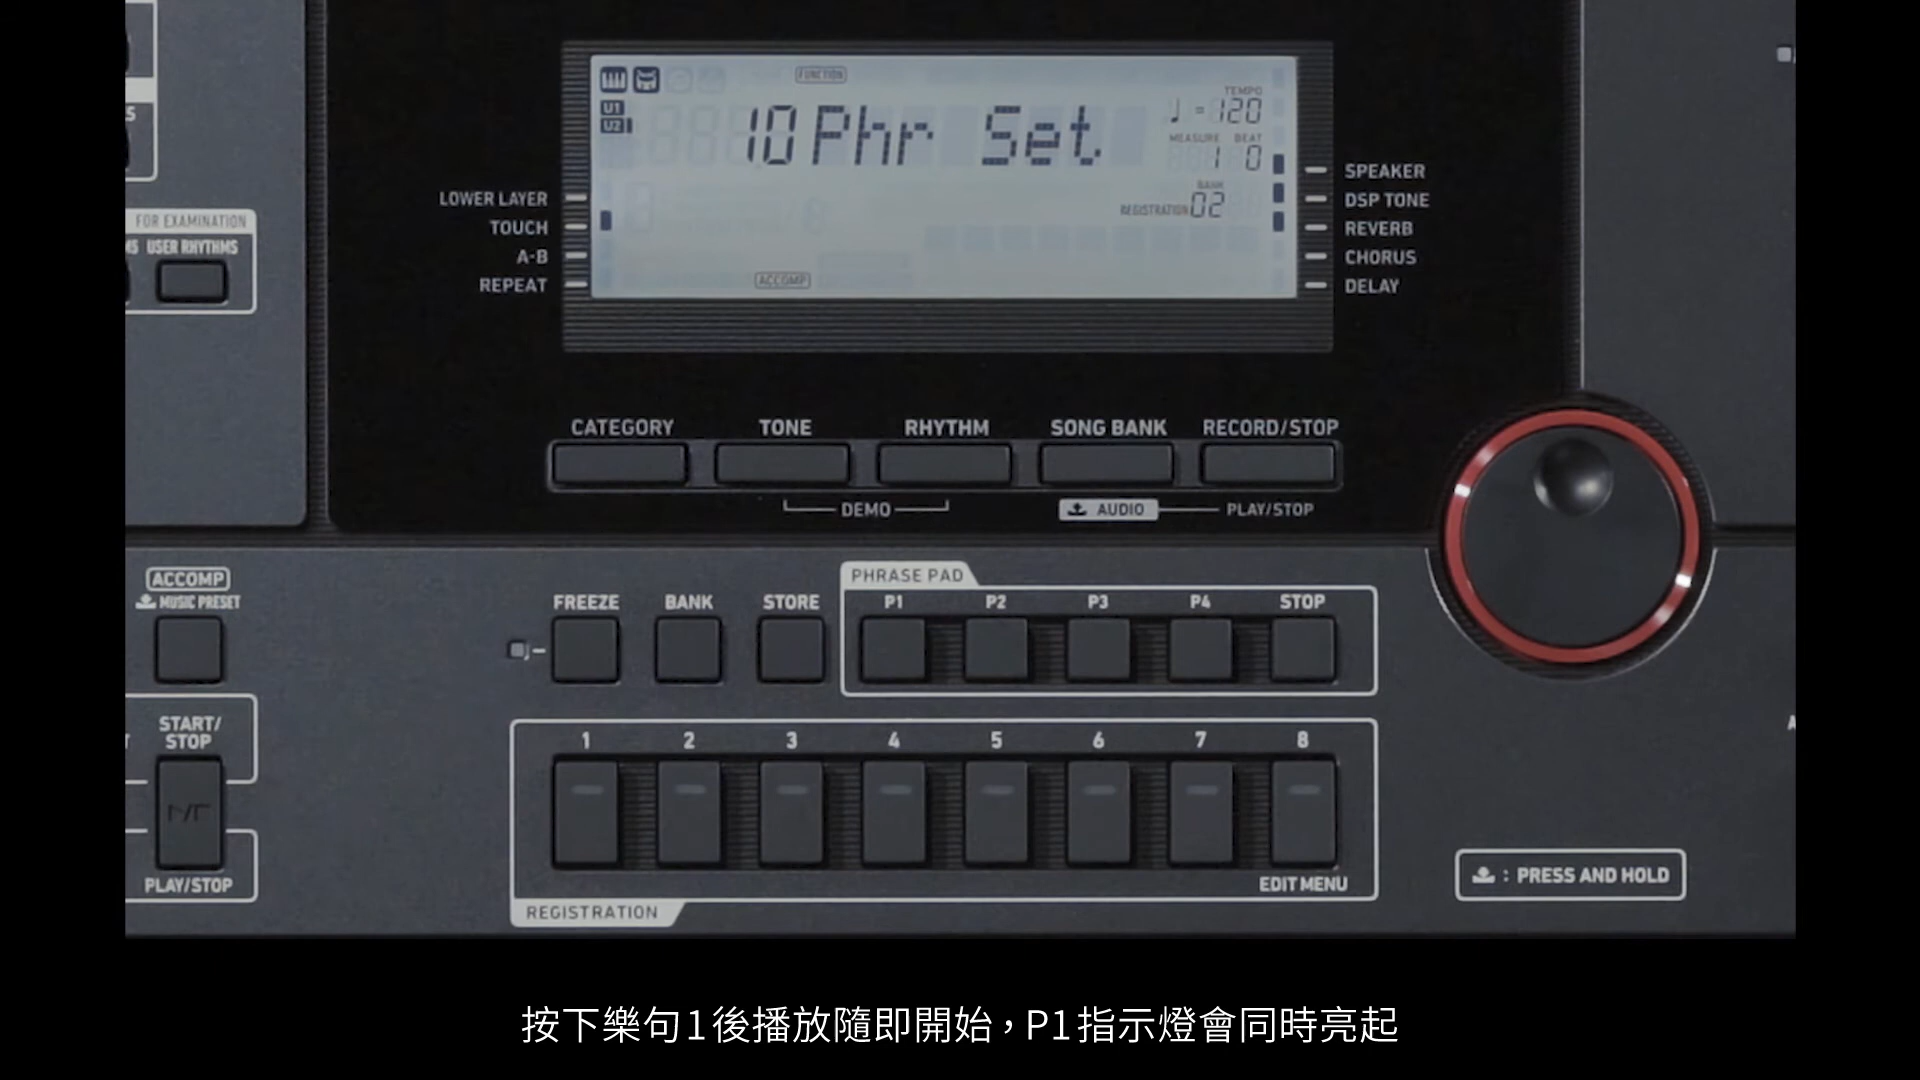 FUNCTION
U1
U2
10 Phr Set
TEMPO
♩=120
MEASURE BEAT
1 0
BANK
REGISTRATION 02
ACCOMP
LOWER LAYER
TOUCH
A-B
REPEAT
SPEAKER
DSP TONE
REVERB
CHORUS
DELAY
FOR EXAMINATION
USER RHYTHMS
CATEGORY TONE RHYTHM SONG BANK RECORD/STOP
DEMO AUDIO PLAY/STOP
ACCOMP
MUSIC PRESET
PHRASE PAD
FREEZE BANK STORE P1 P2 P3 P4 STOP
START/
STOP
PLAY/STOP
1 2 3 4 5 6 7 8
EDIT MENU
REGISTRATION
: PRESS AND HOLD
按下樂句1後播放隨即開始，P1指示燈會同時亮起